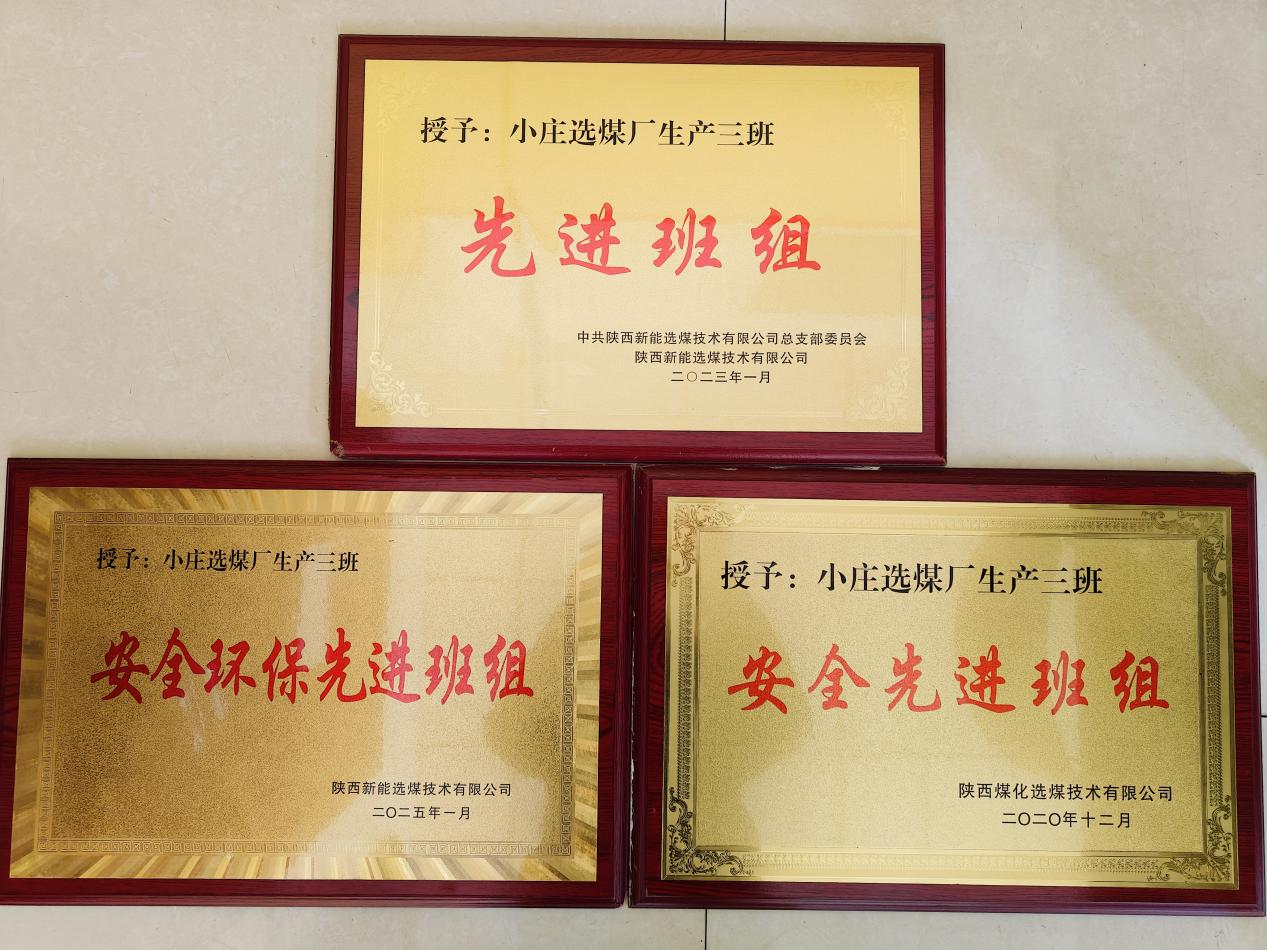 授予：小庄选煤厂生产三班
先进班组
中共陕西新能选煤技术有限公司总支部委员会
陕西新能选煤技术有限公司
二〇二三年一月
授予：小庄选煤厂生产三班
安全环保先进班组
陕西新能选煤技术有限公司
二〇二五年一月
授予：小庄选煤厂生产三班
安全先进班组
陕西煤化选煤技术有限公司
二〇二〇年十二月